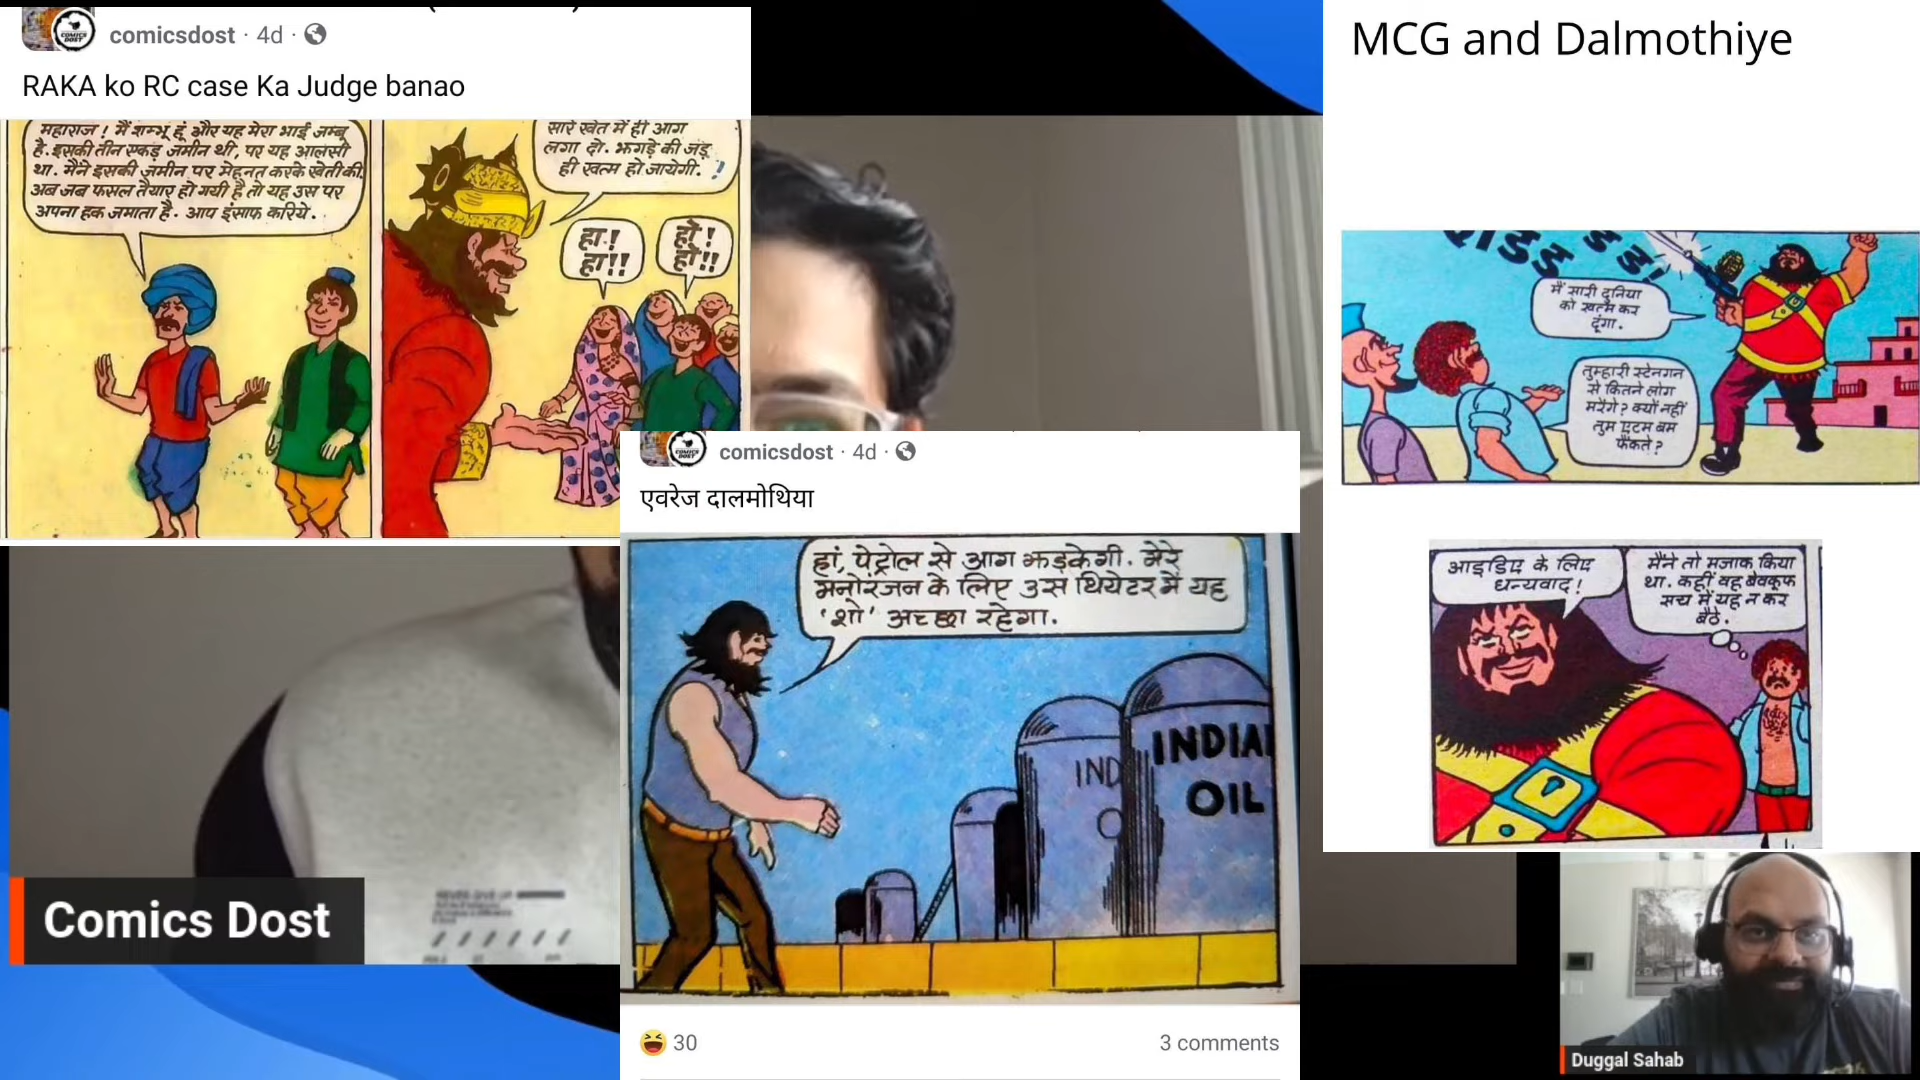 comicsdost · 4d ·
RAKA ko RC case Ka Judge banao
महाराज! मैं शम्भू हूं और यह मेरा भाई जम्बू
है. इसकी तीन एकड़ ज़मीन थी, पर यह आलसी
था. मैंने इसकी ज़मीन पर मेहनत करके खेती की.
अब जब फसल तैयार हो गयी है तो यह उस पर
अपना हक जमाता है. आप इंसाफ करिये.
सारे खेत में ही आग
लगा दो. झगड़े की जड़
ही खत्म हो जायेगी.
हा!
हा!!
हो!
हो!!
MCG and Dalmothiye
मैं सारी दुनिया
को खत्म कर
दूंगा.
तुम्हारी स्टेनगन
से कितने लोग
मरेंगे? क्यों नहीं
तुम एटम बम
फेंकते?
आइडिए के लिए
धन्यवाद!
मैंने तो मजाक किया
था. कहीं वह बेवकूफ
सच में यह न कर
बैठे.
comicsdost · 4d ·
एवरेज दालमोथिया
हां, पेट्रोल से आग भड़केगी. मेरे
मनोरंजन के लिए उस थियेटर में यह
'शो' अच्छा रहेगा.
IND
O
INDIA
OIL
30
3 comments
Comics Dost
Duggal Sahab